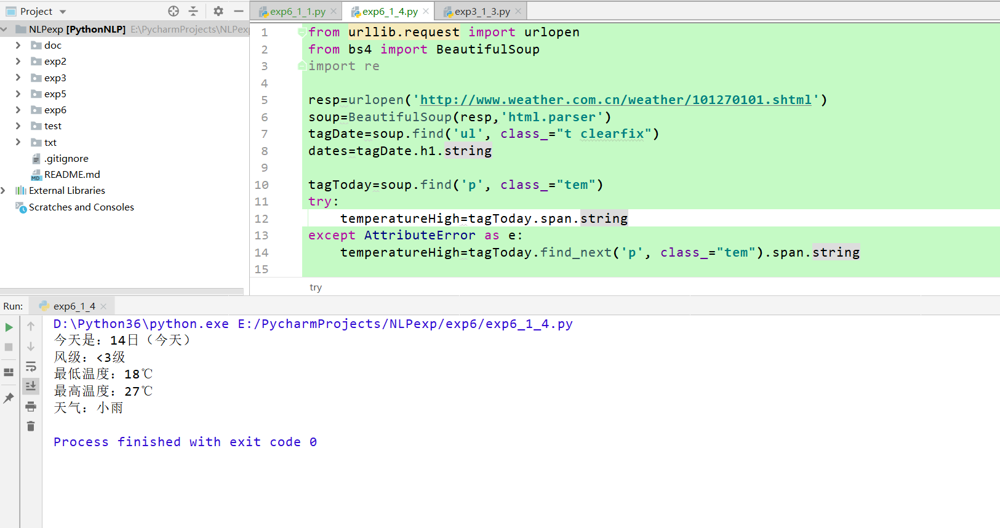 Project
NLPexp [PythonNLP] E:\PycharmProjects\NLPexp
doc
exp2
exp3
exp5
exp6
test
txt
.gitignore
README.md
External Libraries
Scratches and Consoles
exp6_1_1.py
exp6_1_4.py
exp3_1_3.py
1 from urllib.request import urlopen
2 from bs4 import BeautifulSoup
3 import re
4
5 resp=urlopen('http://www.weather.com.cn/weather/101270101.shtml')
6 soup=BeautifulSoup(resp,'html.parser')
7 tagDate=soup.find('ul', class_="t clearfix")
8 dates=tagDate.h1.string
9
10 tagToday=soup.find('p', class_="tem")
11 try:
12     temperatureHigh=tagToday.span.string
13 except AttributeError as e:
14     temperatureHigh=tagToday.find_next('p', class_="tem").span.string
15
try
Run: exp6_1_4
D:\Python36\python.exe E:/PycharmProjects/NLPexp/exp6/exp6_1_4.py
今天是：14日（今天）
风级：<3级
最低温度：18℃
最高温度：27℃
天气：小雨
Process finished with exit code 0